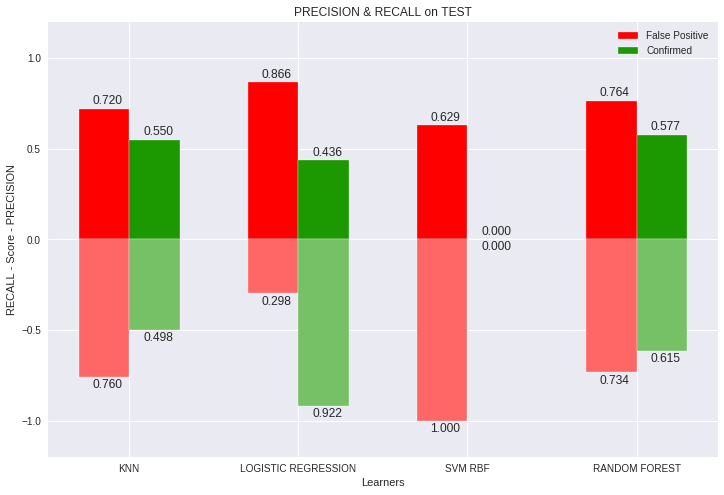 PRECISION & RECALL on TEST
False Positive
Confirmed
RECALL - Score - PRECISION
1.0
0.5
0.0
−0.5
−1.0
0.720
0.550
0.760
0.498
0.866
0.436
0.298
0.922
0.629
0.000
0.000
1.000
0.764
0.577
0.734
0.615
KNN
LOGISTIC REGRESSION
SVM RBF
RANDOM FOREST
Learners